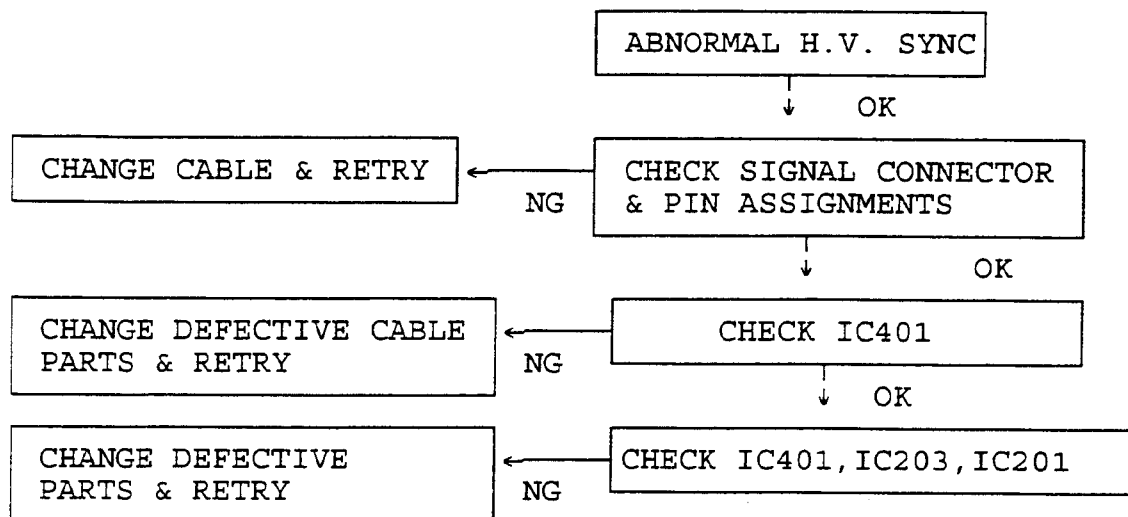 ABNORMAL H.V. SYNC
OK
CHANGE CABLE & RETRY
NG
CHECK SIGNAL CONNECTOR
& PIN ASSIGNMENTS
OK
CHANGE DEFECTIVE CABLE
PARTS & RETRY
NG
CHECK IC401
OK
CHANGE DEFECTIVE
PARTS & RETRY
NG
CHECK IC401,IC203,IC201